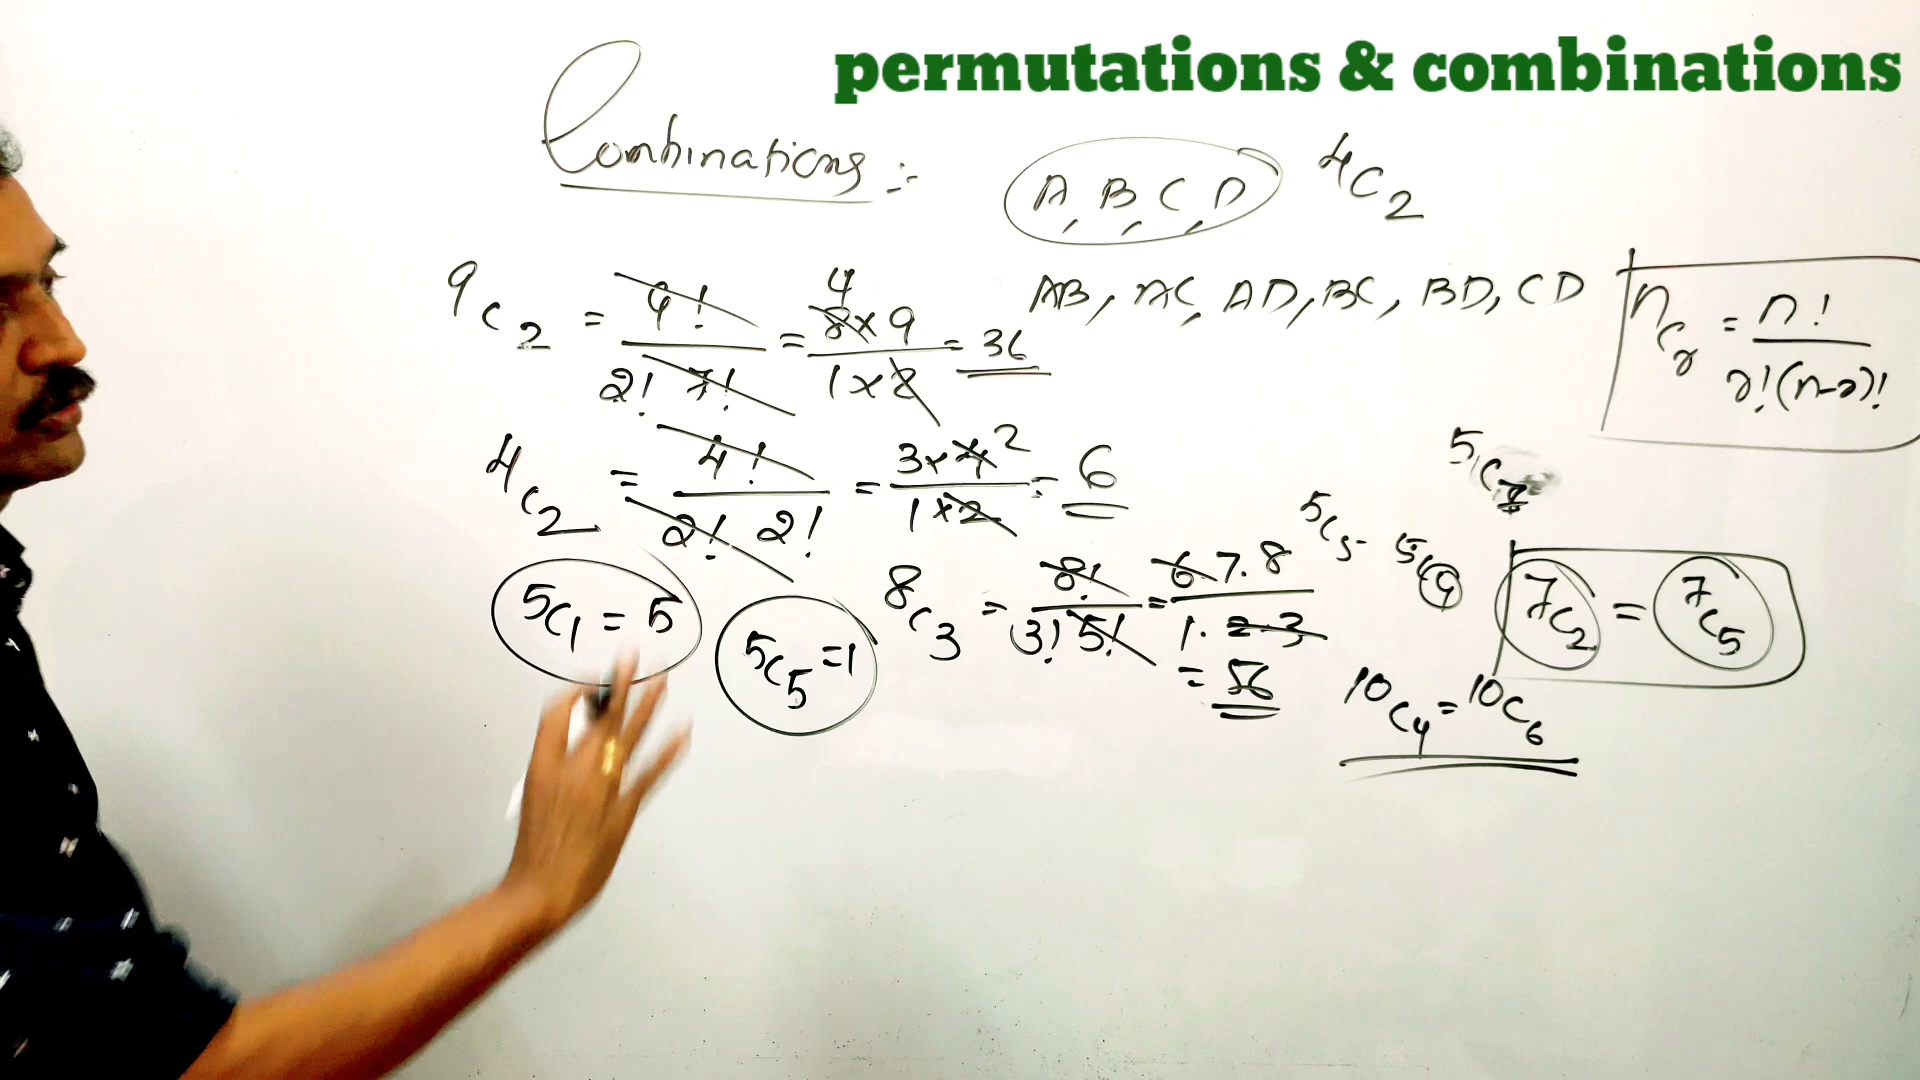 permutations & combinations
Combinations :-
A, B, C, D 4C2
AB, AC, AD, BC, BD, CD
nCr = n! / r!(n-r)!
9C2 = 9! / 2! 7! = 4 8 x 9 / 1 x 2 = 36
4C2 = 4! / 2! 2! = 3 x 4 2 / 1 x 2 = 6
5C1 = 5
5C5 = 1
8C3 = 8! / 3! 5! = 6 7. 8 / 1. 2. 3
= 56
5C5 5C4
7C2 = 7C5
10C4 = 10C6